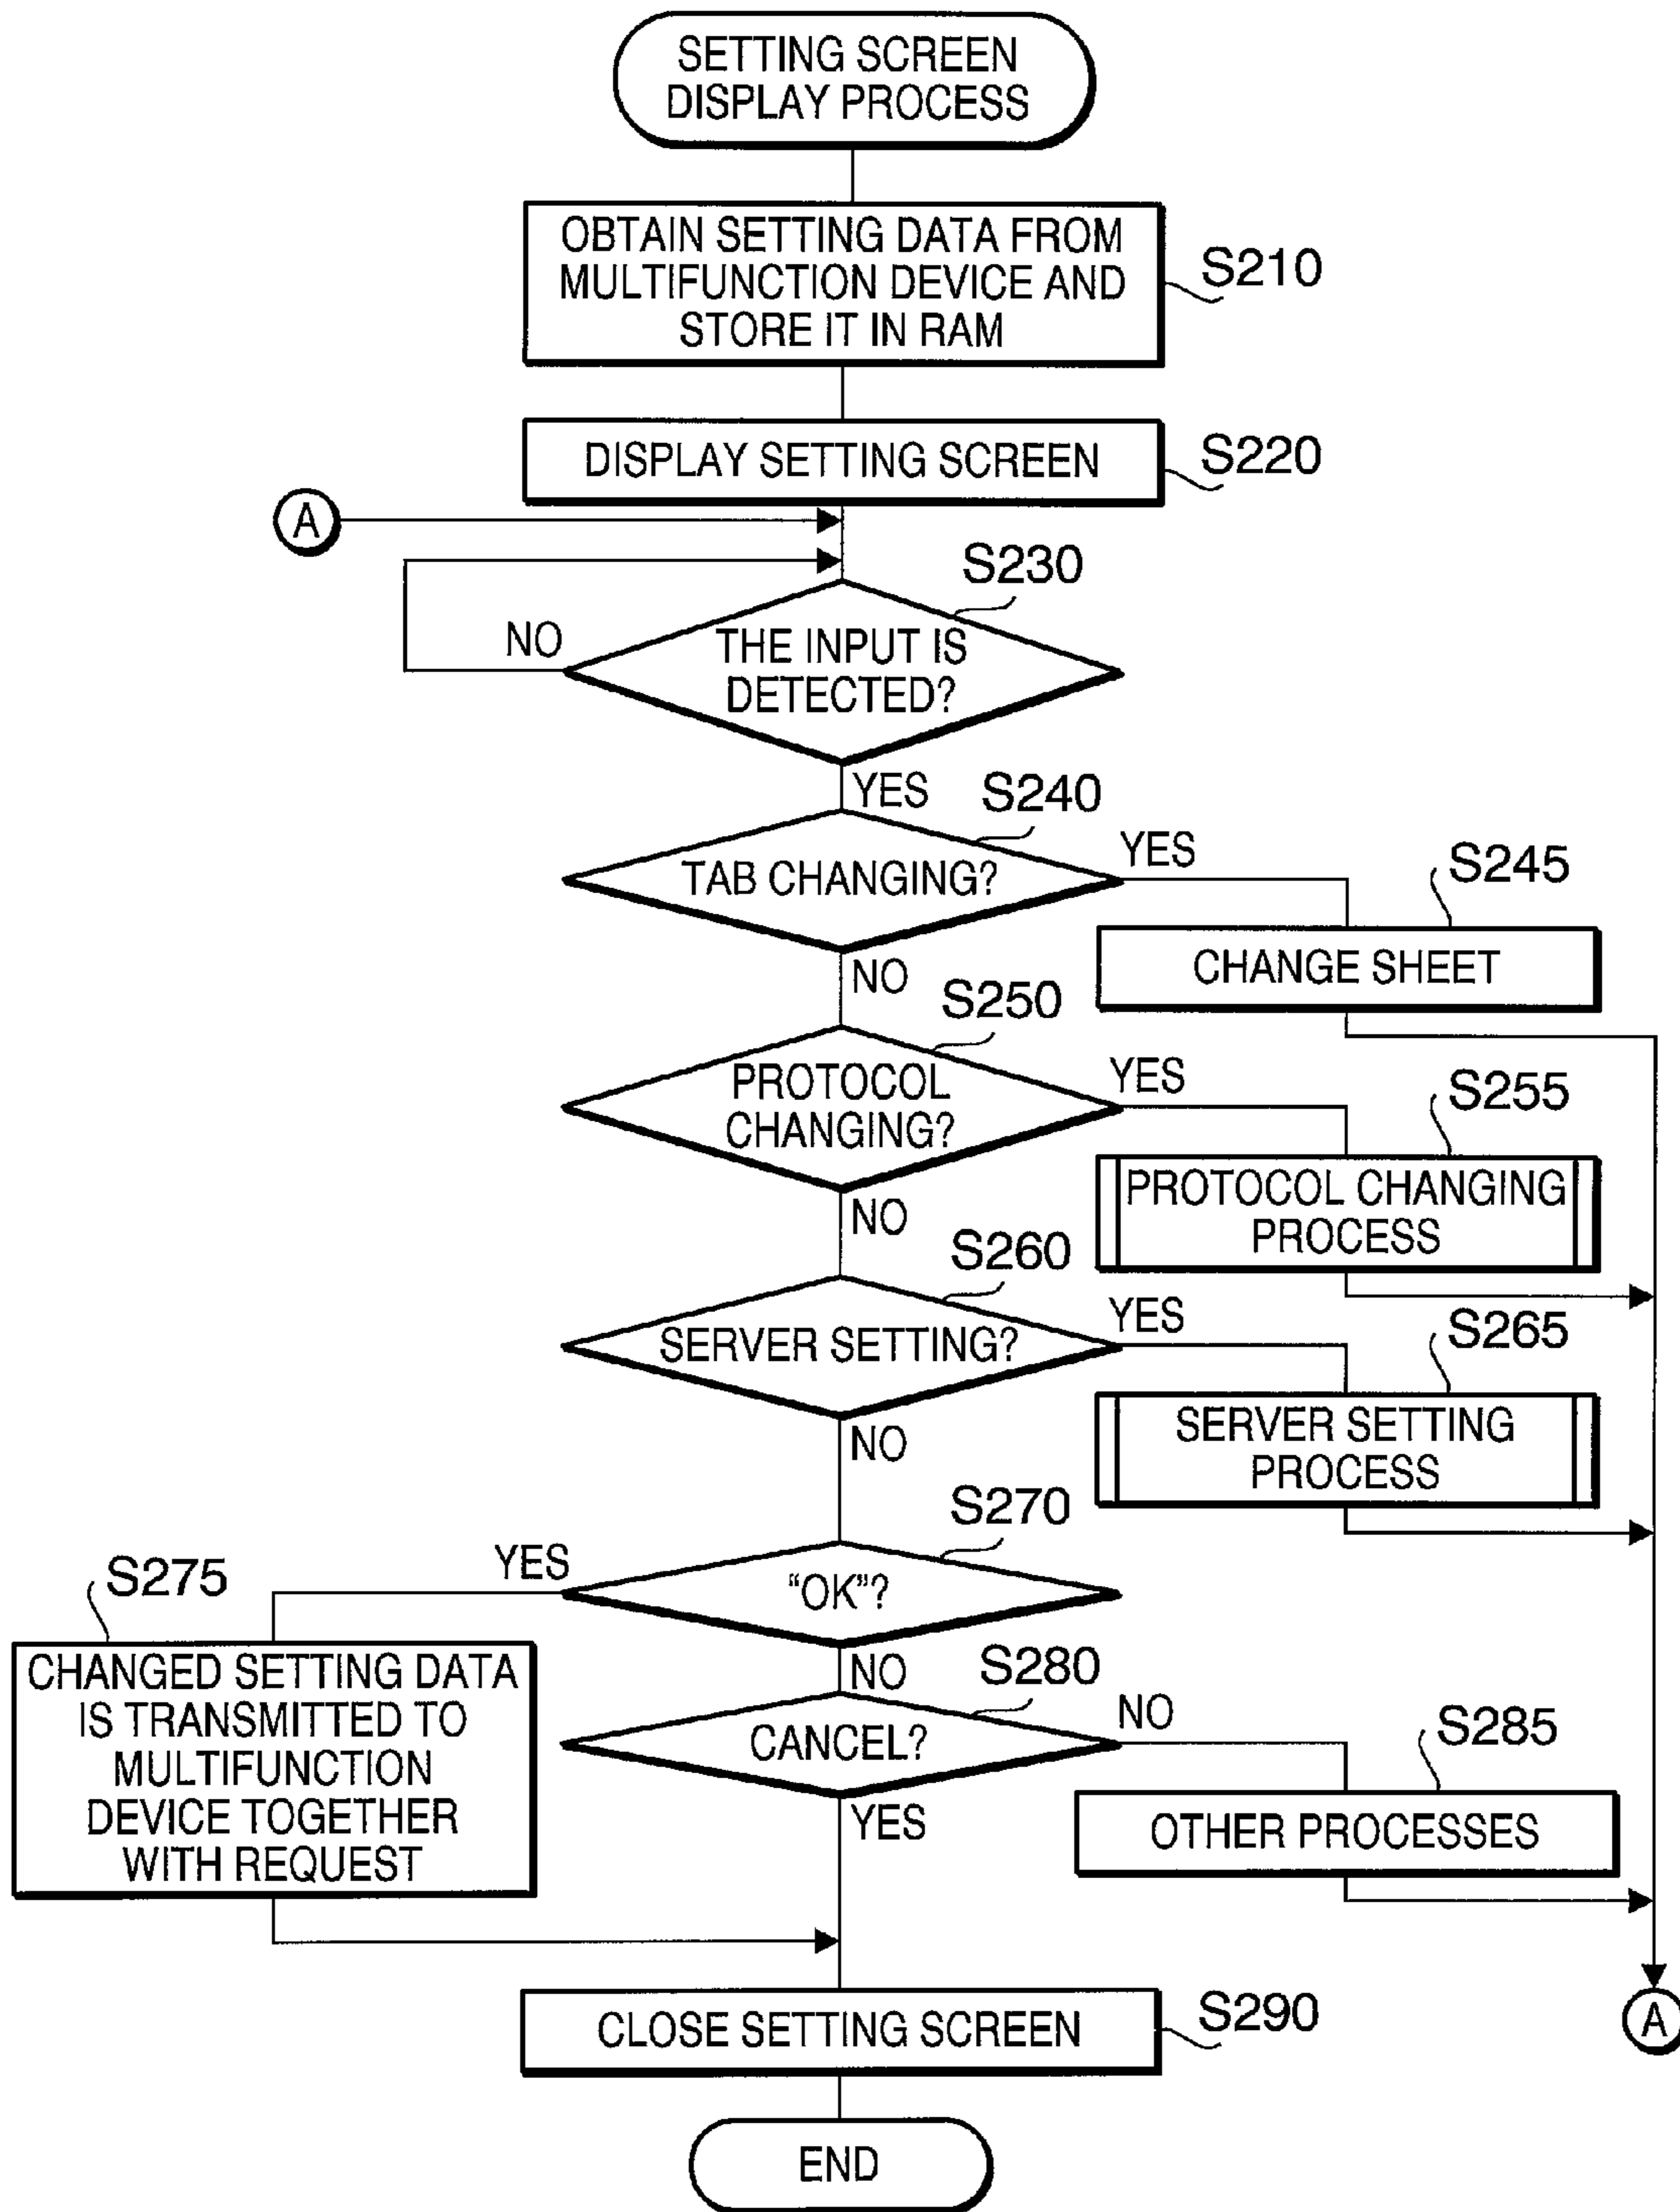 SETTING SCREEN
DISPLAY PROCESS
OBTAIN SETTING DATA FROM
MULTIFUNCTION DEVICE AND
STORE IT IN RAM
S210
DISPLAY SETTING SCREEN
S220
A
S230
NO
THE INPUT IS
DETECTED?
YES
S240
TAB CHANGING?
YES
S245
CHANGE SHEET
NO
S250
PROTOCOL
CHANGING?
YES
S255
PROTOCOL CHANGING
PROCESS
NO
S260
SERVER SETTING?
YES
S265
SERVER SETTING
PROCESS
NO
S270
"OK"?
YES
S275
CHANGED SETTING DATA
IS TRANSMITTED TO
MULTIFUNCTION
DEVICE TOGETHER
WITH REQUEST
NO
S280
CANCEL?
NO
S285
OTHER PROCESSES
YES
A
CLOSE SETTING SCREEN
S290
END